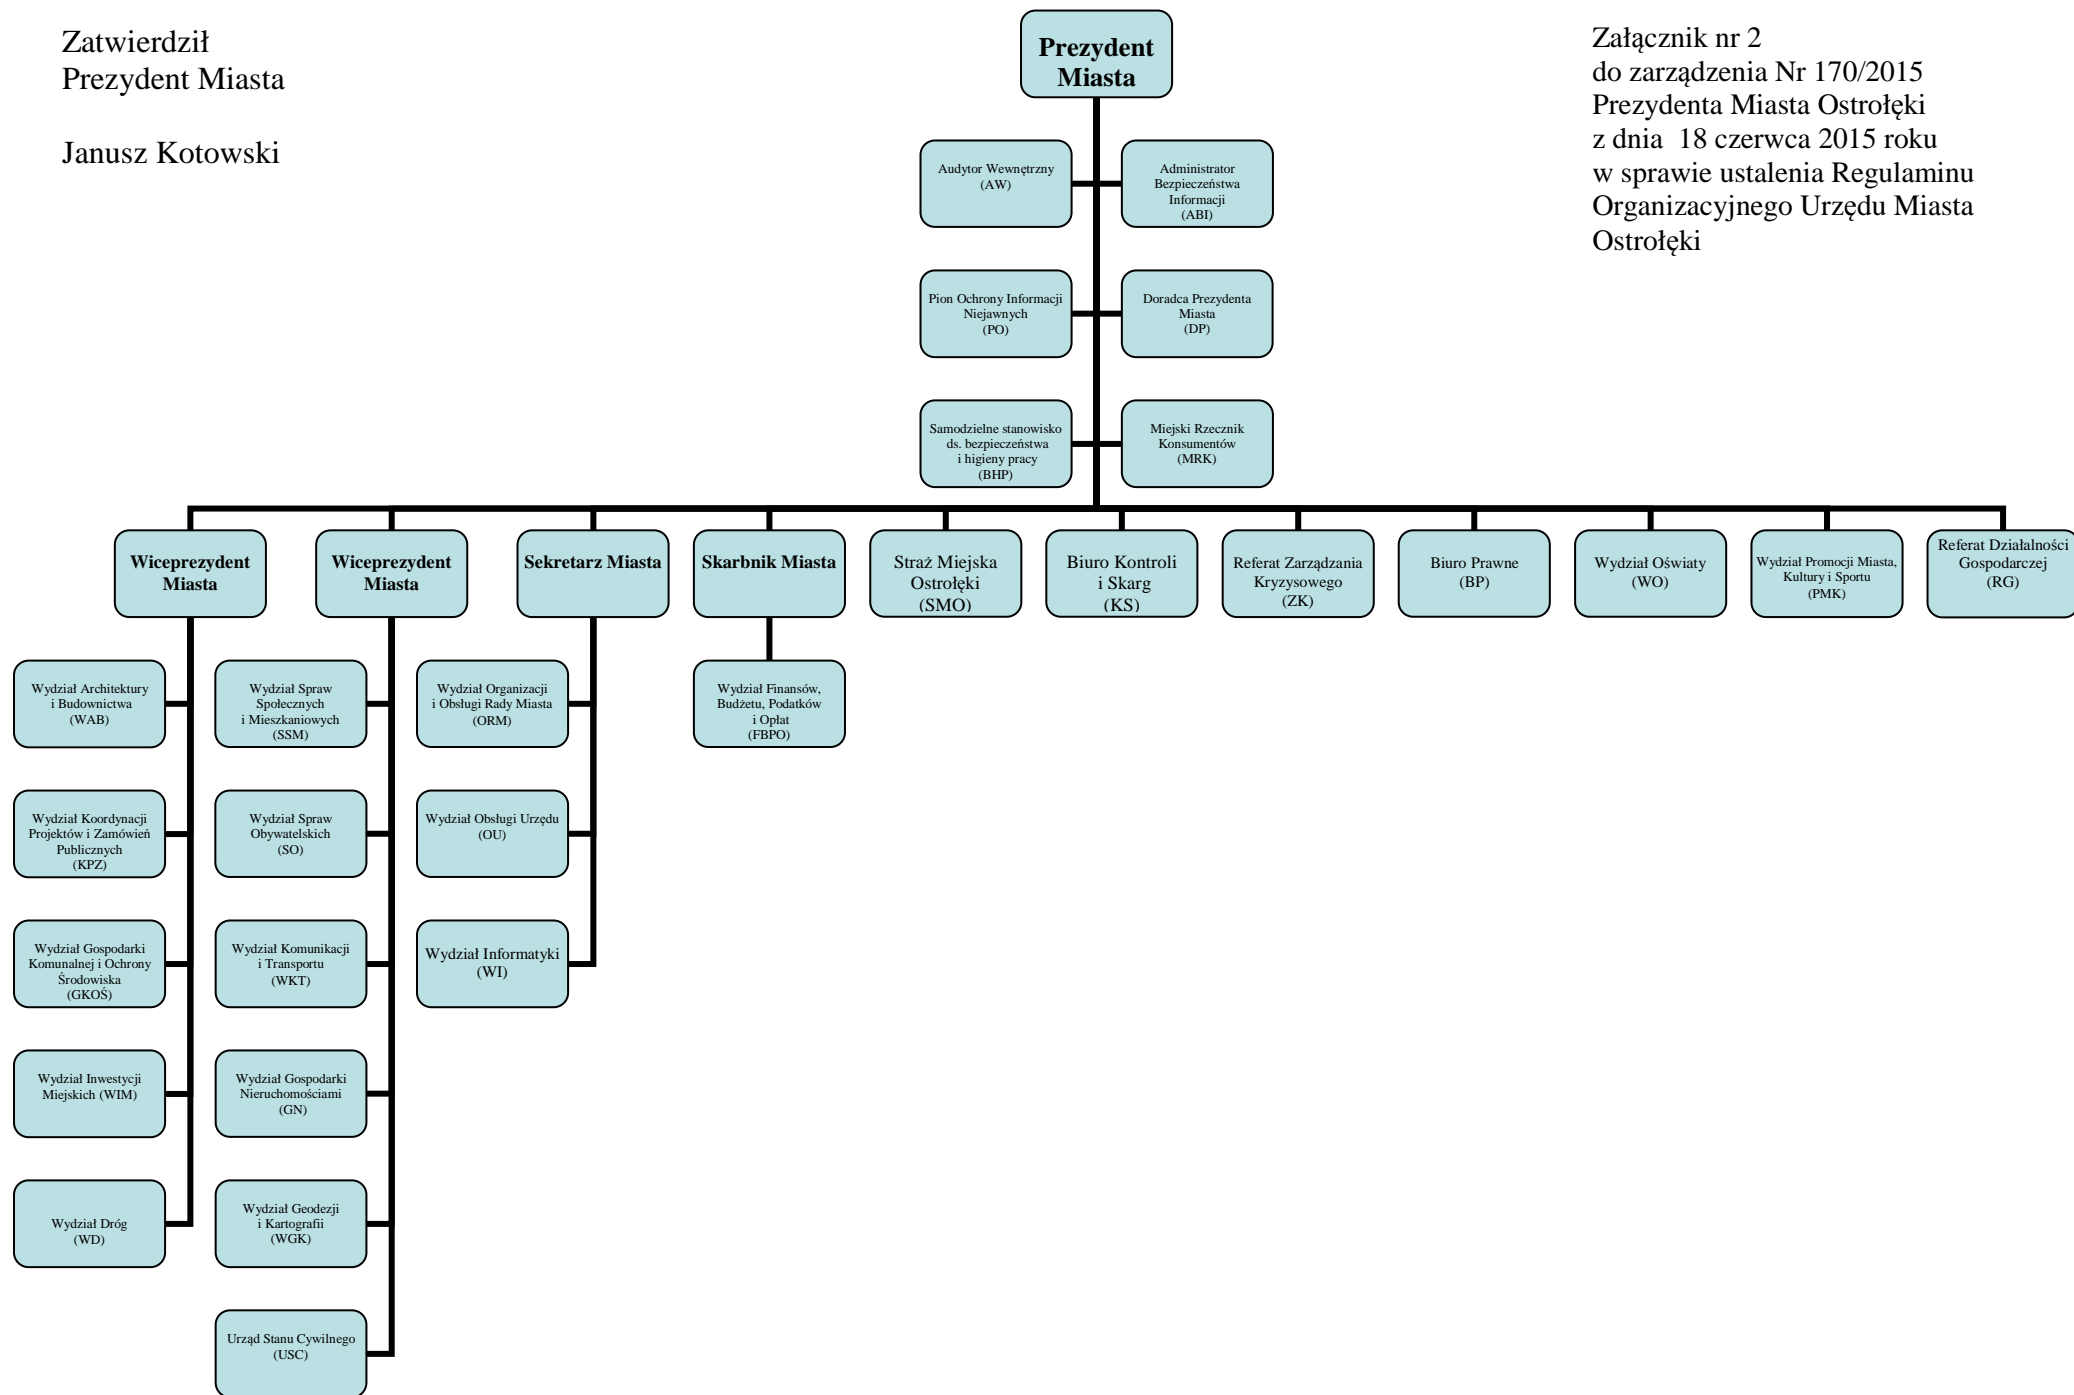 Zatwierdził
Prezydent Miasta
Janusz Kotowski
Prezydent
Miasta
Załącznik nr 2
do zarządzenia Nr 170/2015
Prezydenta Miasta Ostrołęki
z dnia  18 czerwca 2015 roku
w sprawie ustalenia Regulaminu
Organizacyjnego Urzędu Miasta
Ostrołęki
Audytor Wewnętrzny
(AW)
Administrator
Bezpieczeństwa
Informacji
(ABI)
Pion Ochrony Informacji
Niejawnych
(PO)
Doradca Prezydenta
Miasta
(DP)
Samodzielne stanowisko
ds. bezpieczeństwa
i higieny pracy
(BHP)
Miejski Rzecznik
Konsumentów
(MRK)
Wiceprezydent
Miasta
Wiceprezydent
Miasta
Sekretarz Miasta
Skarbnik Miasta
Straż Miejska
Ostrołęki
(SMO)
Biuro Kontroli
i Skarg
(KS)
Referat Zarządzania
Kryzysowego
(ZK)
Biuro Prawne
(BP)
Wydział Oświaty
(WO)
Wydział Promocji Miasta,
Kultury i Sportu
(PMK)
Referat Działalności
Gospodarczej
(RG)
Wydział Architektury
i Budownictwa
(WAB)
Wydział Spraw
Społecznych
i Mieszkaniowych
(SSM)
Wydział Organizacji
i Obsługi Rady Miasta
(ORM)
Wydział Finansów,
Budżetu, Podatków
i Opłat
(FBPO)
Wydział Koordynacji
Projektów i Zamówień
Publicznych
(KPZ)
Wydział Spraw
Obywatelskich
(SO)
Wydział Obsługi Urzędu
(OU)
Wydział Gospodarki
Komunalnej i Ochrony
Środowiska
(GKOŚ)
Wydział Komunikacji
i Transportu
(WKT)
Wydział Informatyki
(WI)
Wydział Inwestycji
Miejskich (WIM)
Wydział Gospodarki
Nieruchomościami
(GN)
Wydział Dróg
(WD)
Wydział Geodezji
i Kartografii
(WGK)
Urząd Stanu Cywilnego
(USC)